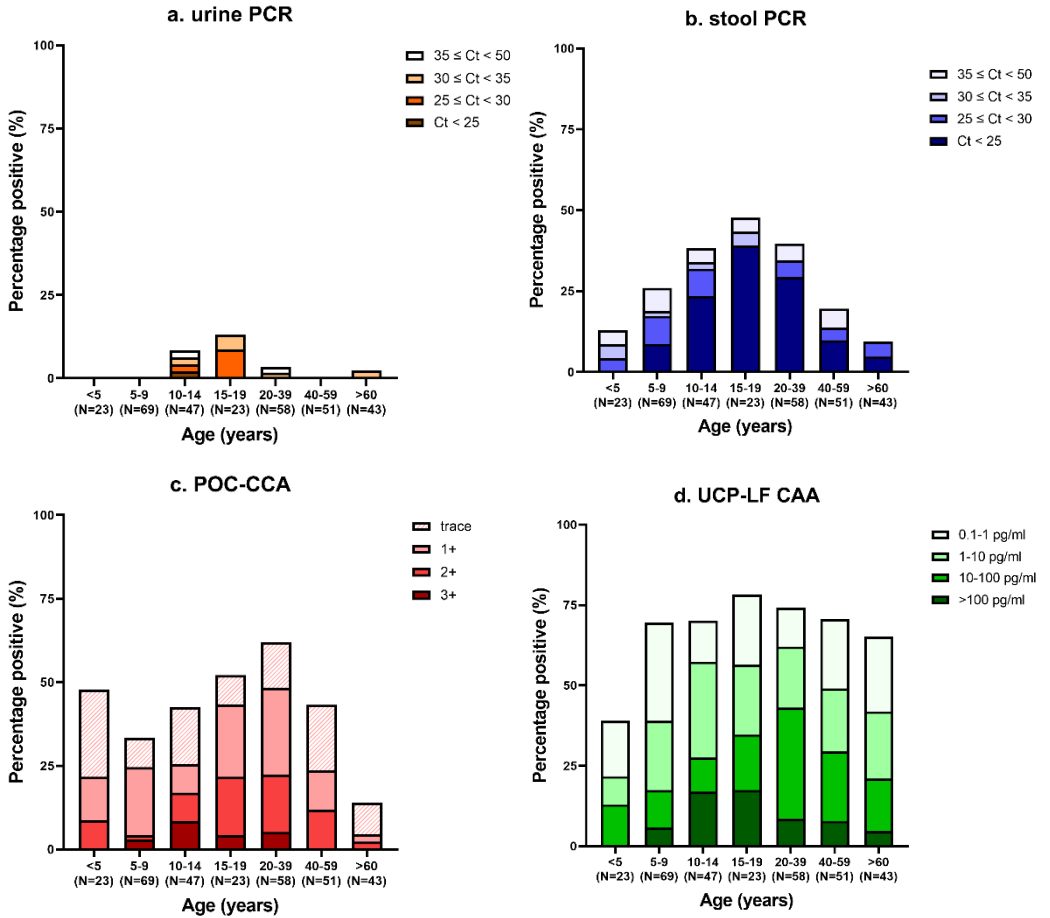 a. urine PCR
Percentage positive (%)
100
75
50
25
0
35 ≤ Ct < 50
30 ≤ Ct < 35
25 ≤ Ct < 30
Ct < 25
<5 5-9 10-14 15-19 20-39 40-59 >60
(N=23) (N=69) (N=47) (N=23) (N=58) (N=51) (N=43)
Age (years)
b. stool PCR
Percentage positive (%)
100
75
50
25
0
35 ≤ Ct < 50
30 ≤ Ct < 35
25 ≤ Ct < 30
Ct < 25
<5 5-9 10-14 15-19 20-39 40-59 >60
(N=23) (N=69) (N=47) (N=23) (N=58) (N=51) (N=43)
Age (years)
c. POC-CCA
Percentage positive (%)
100
75
50
25
0
trace
1+
2+
3+
<5 5-9 10-14 15-19 20-39 40-59 >60
(N=23) (N=69) (N=47) (N=23) (N=58) (N=51) (N=43)
Age (years)
d. UCP-LF CAA
Percentage positive (%)
100
75
50
25
0
0.1-1 pg/ml
1-10 pg/ml
10-100 pg/ml
>100 pg/ml
<5 5-9 10-14 15-19 20-39 40-59 >60
(N=23) (N=69) (N=47) (N=23) (N=58) (N=51) (N=43)
Age (years)